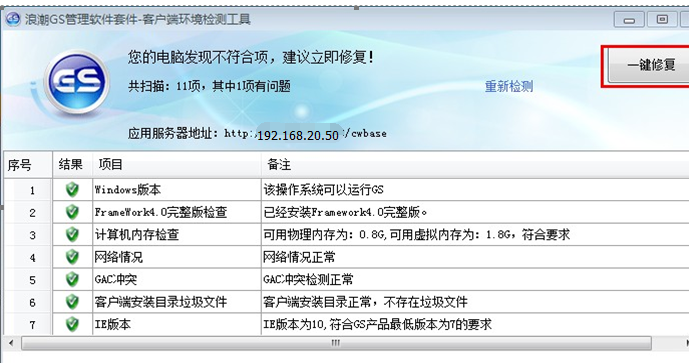 浪潮GS管理软件套件-客户端环境检测工具
您的电脑发现不符合项，建议立即修复！
一键修复
GS
共扫描：11项，其中1项有问题
重新检测
应用服务器地址：http:/192.168.20.50/cwbase
序号 结果 项目 备注
1 Windows版本 该操作系统可以运行GS
2 FrameWork4.0完整版检查 已经安装Framework4.0完整版。
3 计算机内存检查 可用物理内存为：0.8G,可用虚拟内存为：1.8G，符合要求
4 网络情况 网络情况正常
5 GAC冲突 GAC冲突检测正常
6 客户端安装目录垃圾文件 客户端安装目录正常，不存在垃圾文件
7 IE版本 IE版本为10,符合GS产品最低版本为7的要求